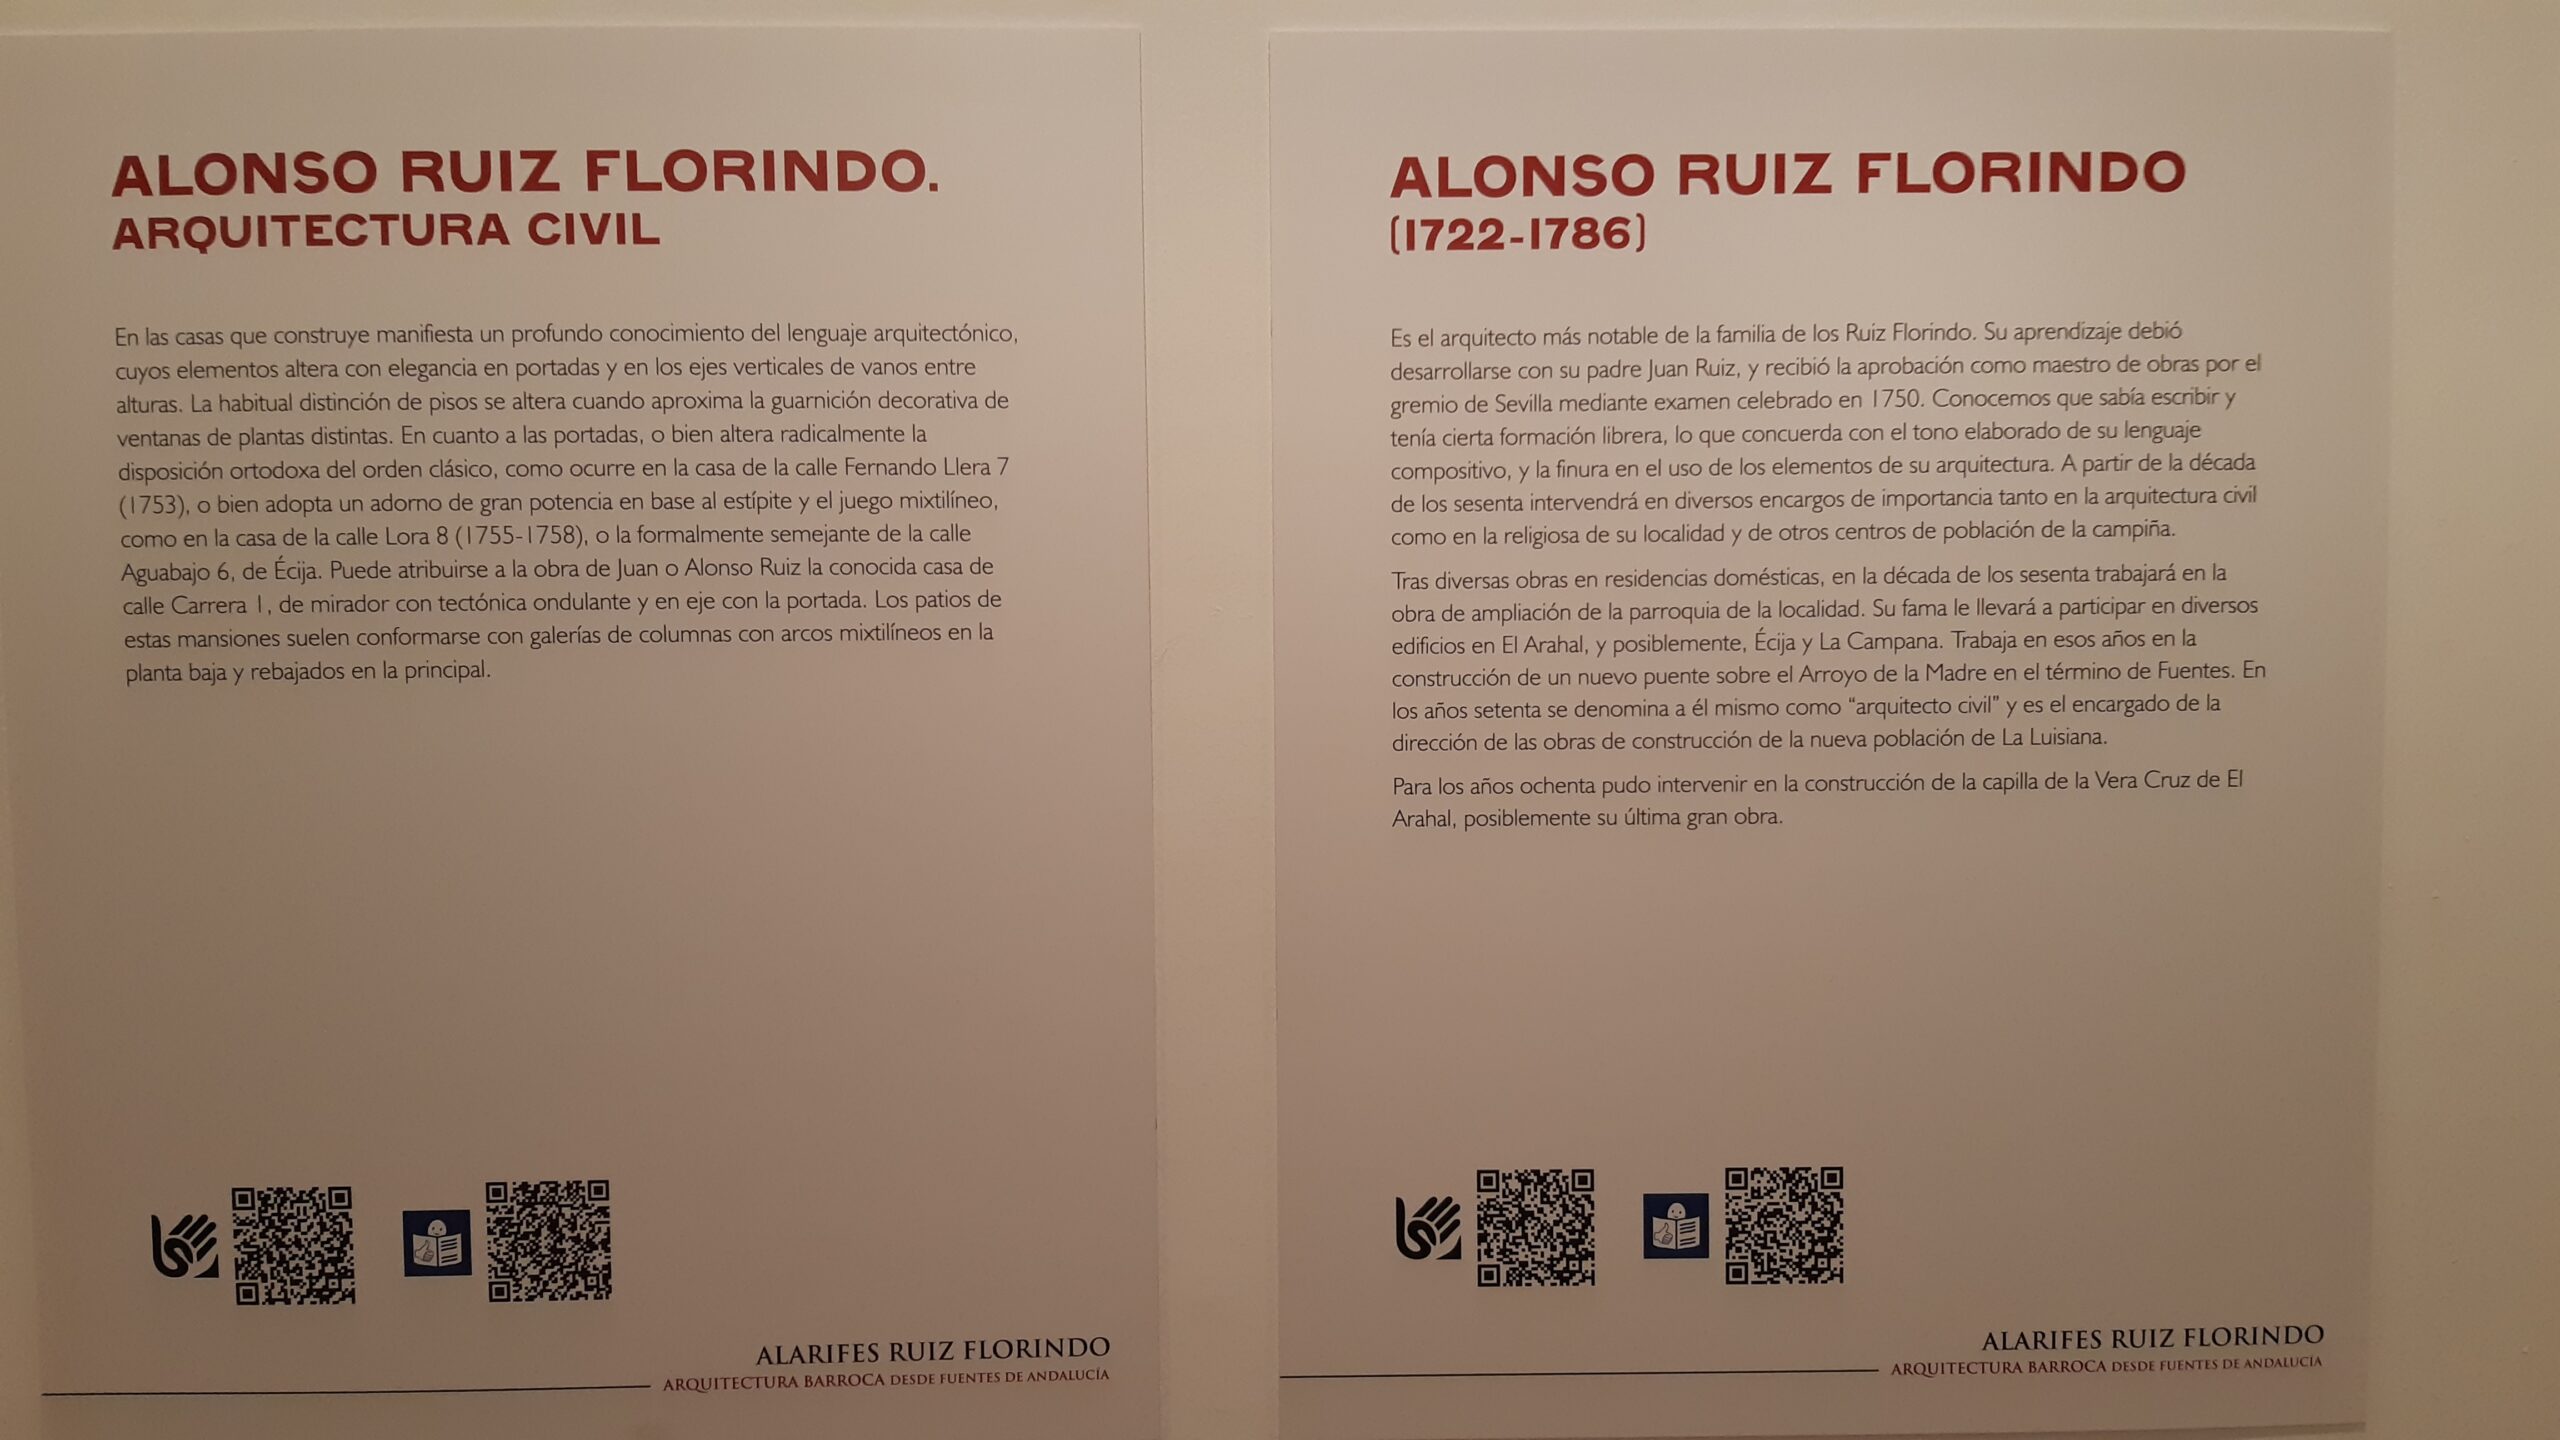 ALONSO RUIZ FLORINDO.
ARQUITECTURA CIVIL
En las casas que construye manifiesta un profundo conocimiento del lenguaje arquitectónico,
cuyos elementos altera con elegancia en portadas y en los ejes verticales de vanos entre
alturas. La habitual distinción de pisos se altera cuando aproxima la guarnición decorativa de
ventanas de plantas distintas. En cuanto a las portadas, o bien altera radicalmente la
disposición ortodoxa del orden clásico, como ocurre en la casa de la calle Fernando Llera 7
(1753), o bien adopta un adorno de gran potencia en base al estípite y el juego mixtilíneo,
como en la casa de la calle Lora 8 (1755-1758), o la formalmente semejante de la calle
Aguabajo 6, de Écija. Puede atribuirse a la obra de Juan o Alonso Ruiz la conocida casa de
calle Carrera 1, de mirador con tectónica ondulante y en eje con la portada. Los patios de
estas mansiones suelen conformarse con galerías de columnas con arcos mixtilíneos en la
planta baja y rebajados en la principal.
ALARIFES RUIZ FLORINDO
ARQUITECTURA BARROCA DESDE FUENTES DE ANDALUCÍA
ALONSO RUIZ FLORINDO
(1722-1786)
Es el arquitecto más notable de la familia de los Ruiz Florindo. Su aprendizaje debió
desarrollarse con su padre Juan Ruiz, y recibió la aprobación como maestro de obras por el
gremio de Sevilla mediante examen celebrado en 1750. Conocemos que sabía escribir y
tenía cierta formación librera, lo que concuerda con el tono elaborado de su lenguaje
compositivo, y la finura en el uso de los elementos de su arquitectura. A partir de la década
de los sesenta intervendrá en diversos encargos de importancia tanto en la arquitectura civil
como en la religiosa de su localidad y de otros centros de población de la campiña.
Tras diversas obras en residencias domésticas, en la década de los sesenta trabajará en la
obra de ampliación de la parroquia de la localidad. Su fama le llevará a participar en diversos
edificios en El Arahal, y posiblemente, Écija y La Campana. Trabaja en esos años en la
construcción de un nuevo puente sobre el Arroyo de la Madre en el término de Fuentes. En
los años setenta se denomina a él mismo como “arquitecto civil” y es el encargado de la
dirección de las obras de construcción de la nueva población de La Luisiana.
Para los años ochenta pudo intervenir en la construcción de la capilla de la Vera Cruz de El
Arahal, posiblemente su última gran obra.
ALARIFES RUIZ FLORINDO
ARQUITECTURA BARROCA DESDE FUENTES DE ANDALUCÍA